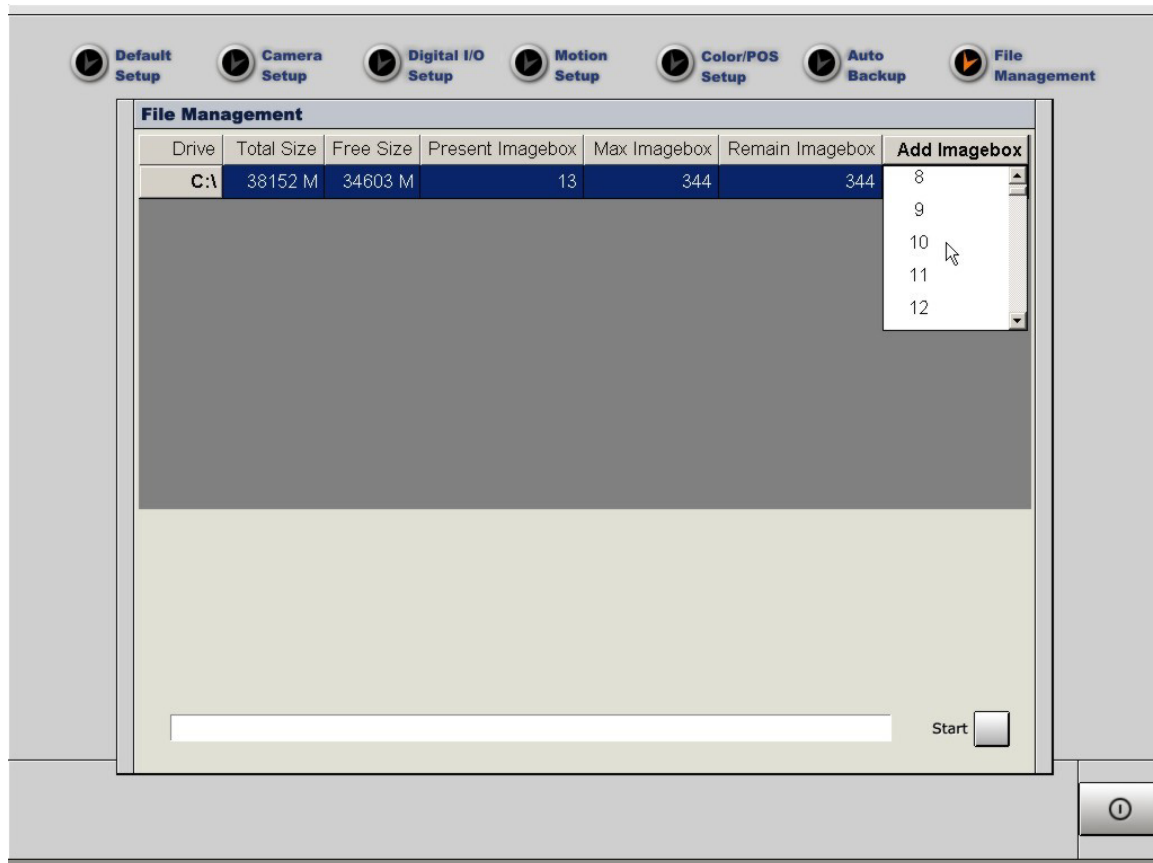 Default Setup
Camera Setup
Digital I/O Setup
Motion Setup
Color/POS Setup
Auto Backup
File Management
File Management
Drive Total Size Free Size Present Imagebox Max Imagebox Remain Imagebox Add Imagebox
C:\ 38152 M 34603 M 13 344 344
8
9
10
11
12
Start